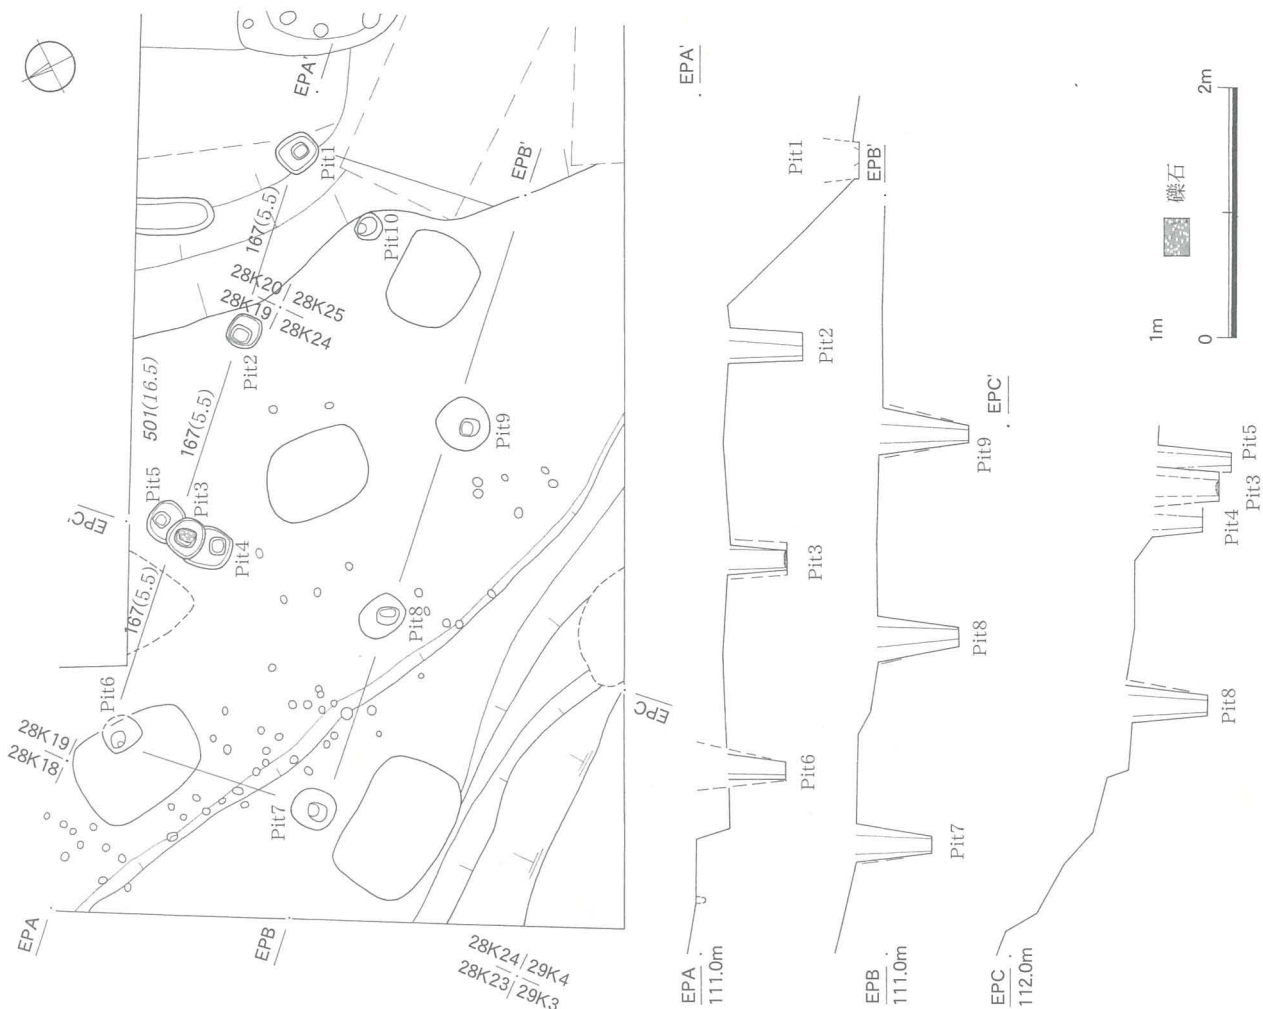 EPA'
Pit1
167(5.5)
28K20
28K25
28K19
28K24
Pit10
EPB'
Pit2
501(16.5)
167(5.5)
Pit9
Pit5
Pit3
Pit4
EPC'
167(5.5)
Pit8
Pit6
28K19
28K18
Pit7
EPC
EPA
EPB
28K24
29K4
28K23
29K3
EPA'
Pit1
Pit2
Pit3
Pit6
EPA
111.0m
EPB'
Pit9
Pit8
Pit7
EPB
111.0m
EPC'
Pit5
Pit3
Pit4
Pit8
EPC
112.0m
礫石
1m
0
2m